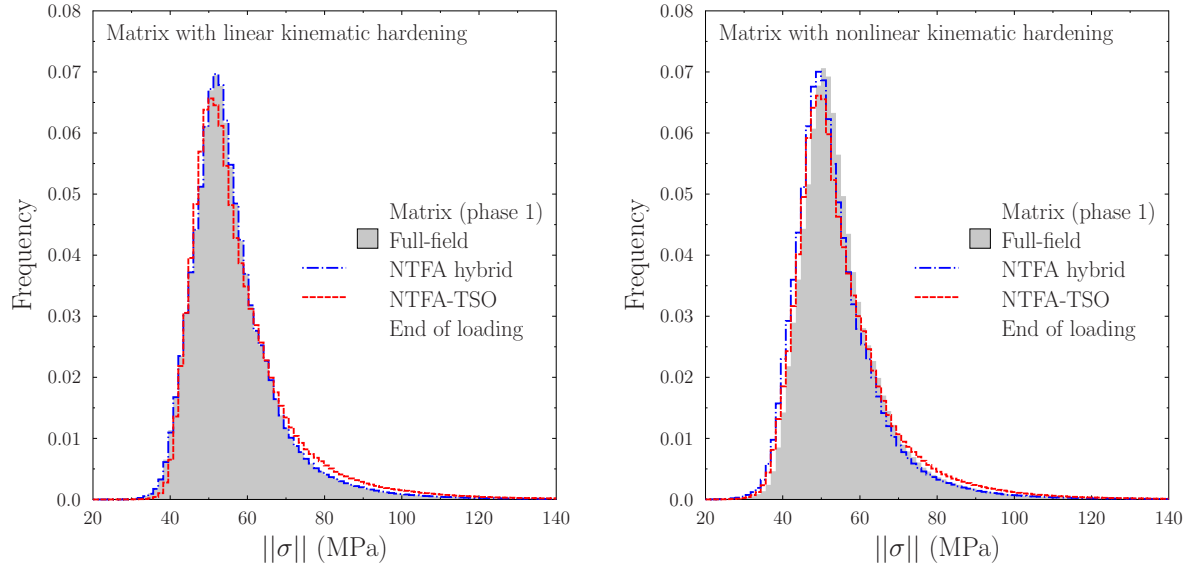 Matrix with linear kinematic hardening
0.08
0.07
0.06
0.05
0.04
0.03
0.02
0.01
0.0
Frequency
Matrix (phase 1)
Full-field
NTFA hybrid
NTFA-TSO
End of loading
20 40 60 80 100 120 140
||σ|| (MPa)
Matrix with nonlinear kinematic hardening
0.08
0.07
0.06
0.05
0.04
0.03
0.02
0.01
0.0
Frequency
Matrix (phase 1)
Full-field
NTFA hybrid
NTFA-TSO
End of loading
20 40 60 80 100 120 140
||σ|| (MPa)